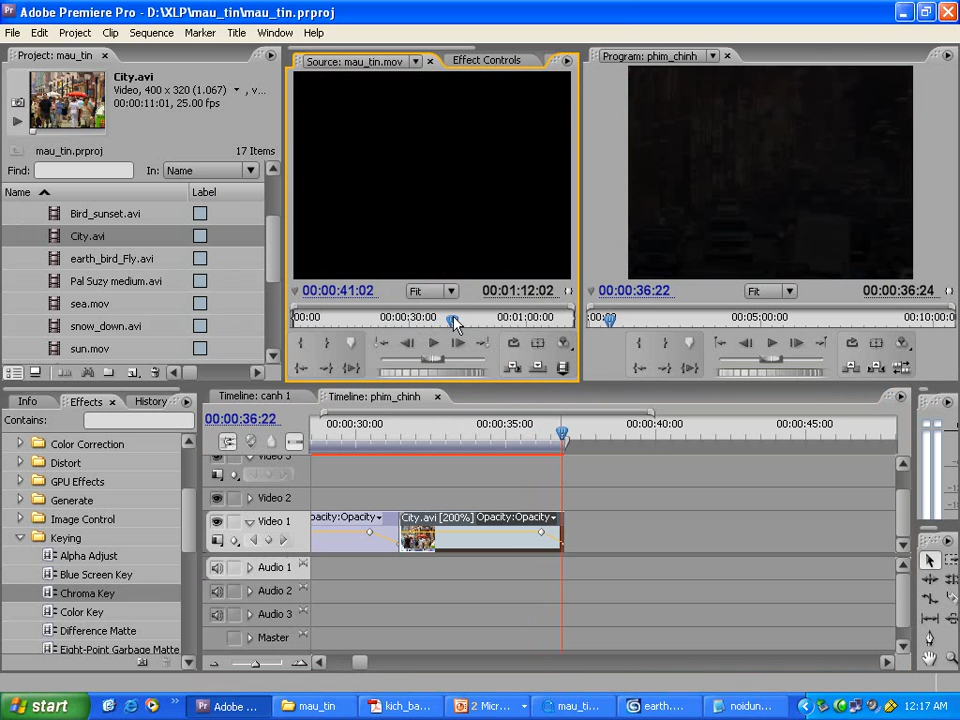 Adobe Premiere Pro - D:\XLP\mau_tin\mau_tin.prproj
File Edit Project Clip Sequence Marker Title Window Help
Project: mau_tin
City.avi
Video, 400 x 320 (1.067) , v...
00:00:11:01, 25.00 fps
mau_tin.prproj 17 Items
Find: In: Name
Name Label
Bird_sunset.avi
City.avi
earth_bird_Fly.avi
Pal Suzy medium.avi
sea.mov
snow_down.avi
sun.mov
Source: mau_tin.mov Effect Controls
00:00:41:02 Fit 00:01:12:02
00:00 00:00:30:00 00:01:00:00
Program: phim_chinh
00:00:36:22 Fit 00:00:36:24
00:00 00:05:00:00 00:10:00:0
Info Effects History
Contains:
Color Correction
Distort
GPU Effects
Generate
Image Control
Keying
Alpha Adjust
Blue Screen Key
Chroma Key
Color Key
Difference Matte
Eight-Point Garbage Matte
Timeline: canh 1 Timeline: phim_chinh
00:00:36:22
00:00:30:00 00:00:35:00 00:00:40:00 00:00:45:00
Video 3
Video 2
Video 1
pacity:Opacity City.avi [200%] Opacity:Opacity
Audio 1
Audio 2
Audio 3
Master
start Adobe ... mau_tin kich_ba... 2 Micr... mau_ti... earth.... noidun... 12:17 AM